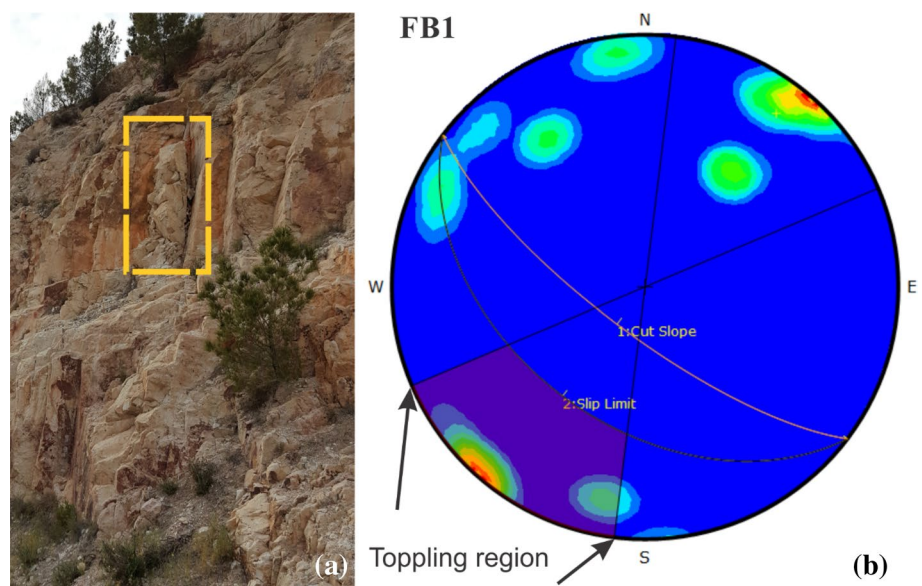 FB1
N
W
E
1:Cut Slope
2:Slip Limit
S
Toppling region
(a)
(b)